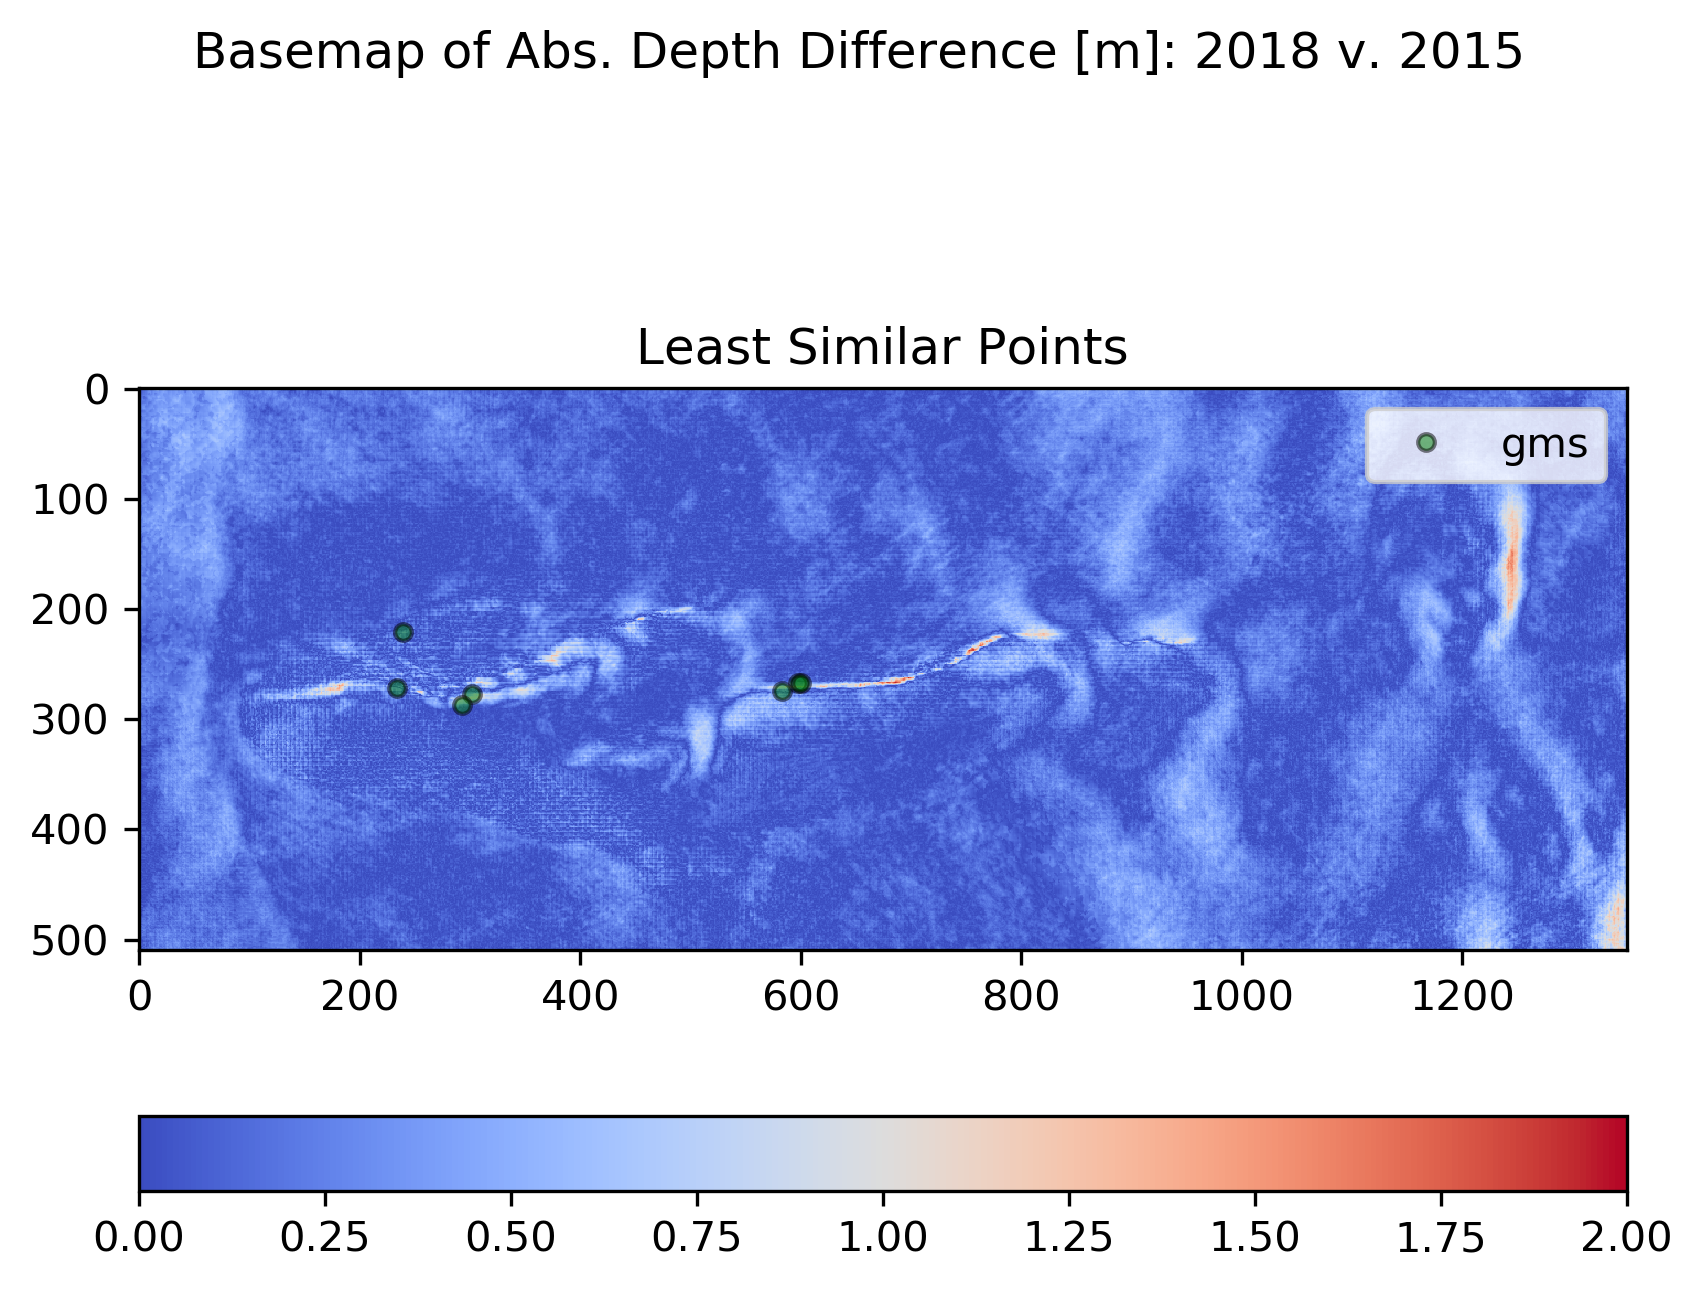 Basemap of Abs. Depth Difference [m]: 2018 v. 2015
Least Similar Points
gms
0
100
200
300
400
500
0 200 400 600 800 1000 1200
0.00 0.25 0.50 0.75 1.00 1.25 1.50 1.75 2.00